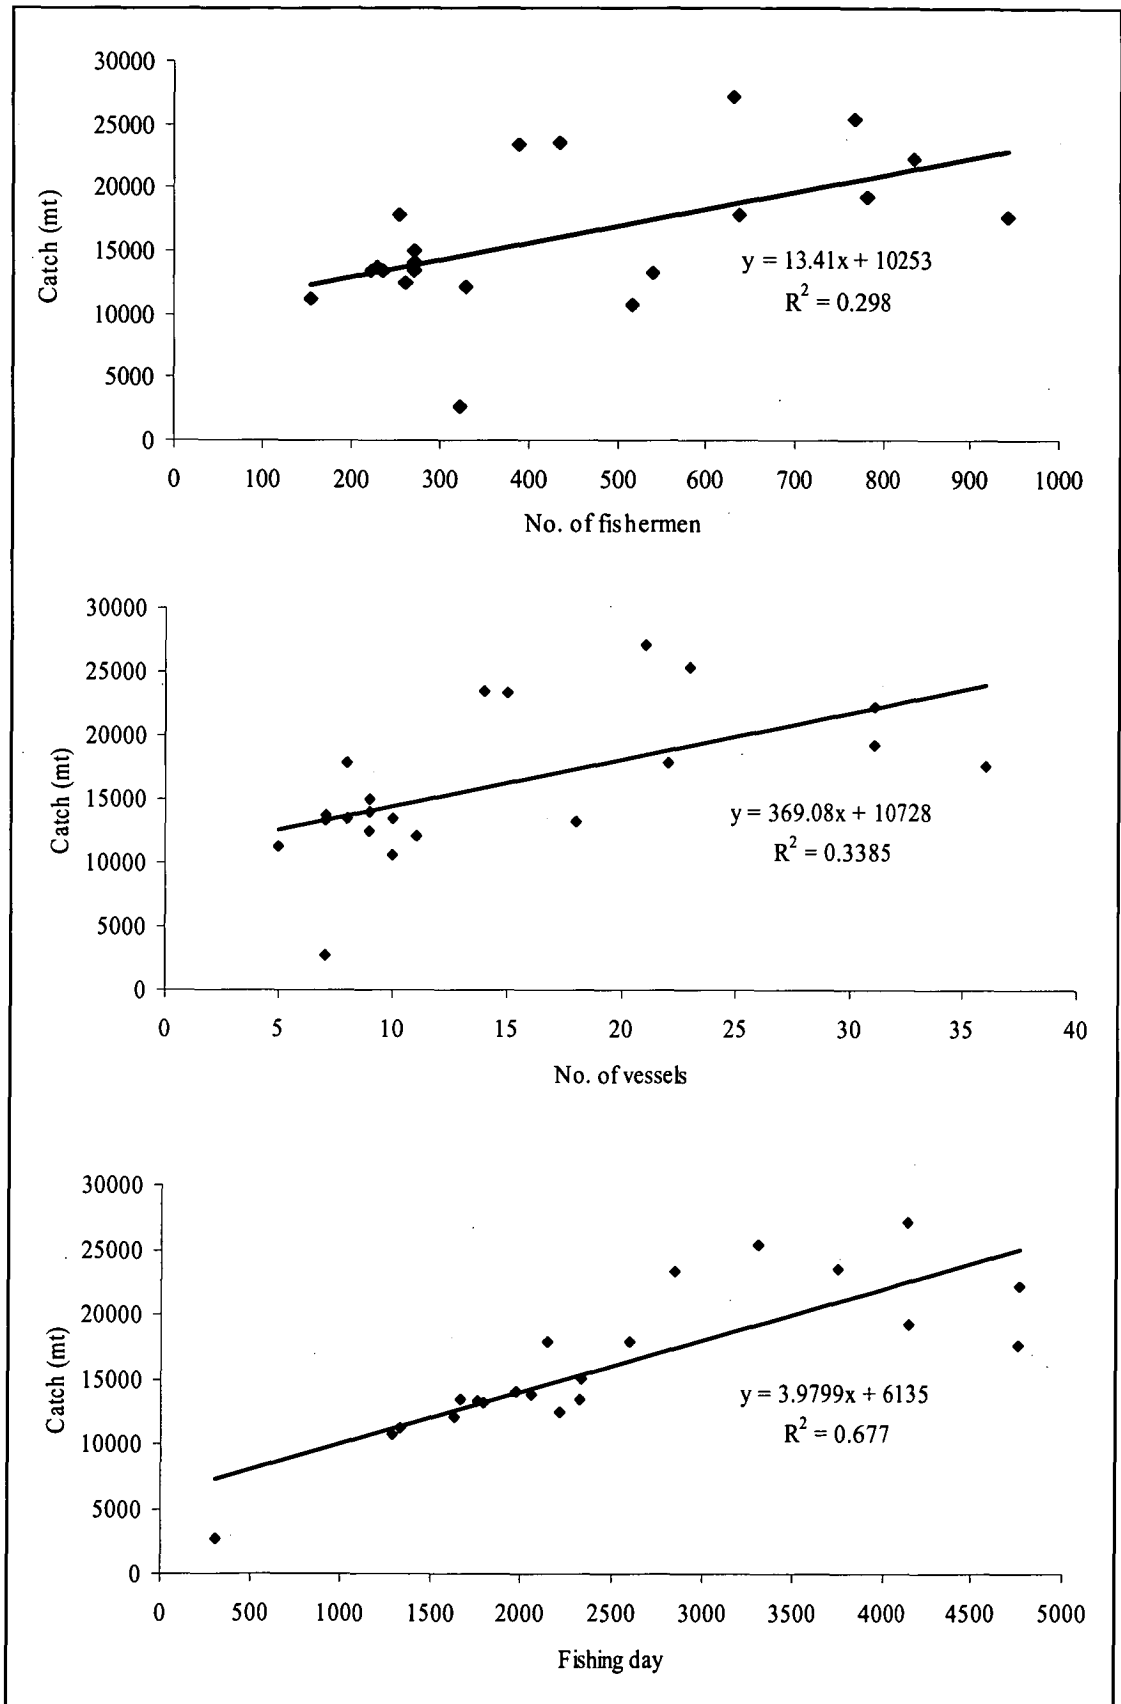 30000
25000
20000
15000
10000
5000
0
Catch (mt)
y = 13.41x + 10253
R² = 0.298
0 100 200 300 400 500 600 700 800 900 1000
No. of fishermen
30000
25000
20000
15000
10000
5000
0
Catch (mt)
y = 369.08x + 10728
R² = 0.3385
0 5 10 15 20 25 30 35 40
No. of vessels
30000
25000
20000
15000
10000
5000
0
Catch (mt)
y = 3.9799x + 6135
R² = 0.677
0 500 1000 1500 2000 2500 3000 3500 4000 4500 5000
Fishing day